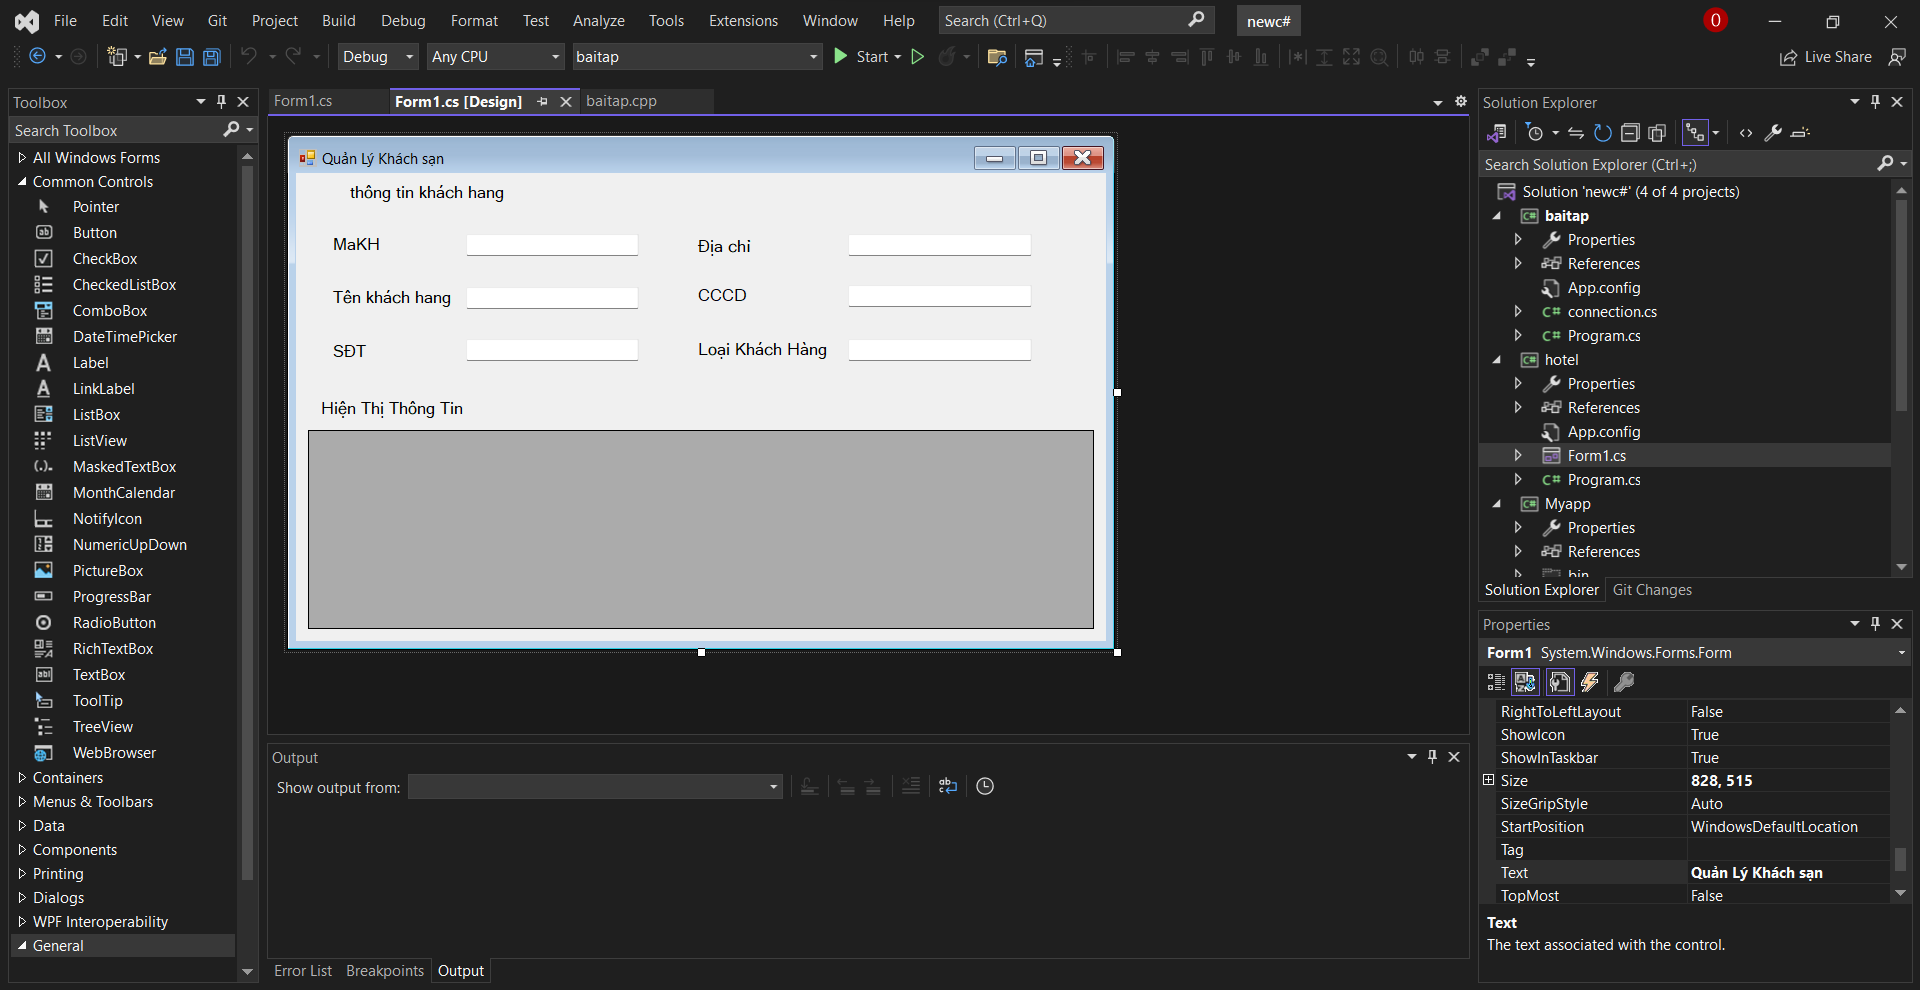 File Edit View Git Project Build Debug Format Test Analyze Tools Extensions Window Help Search (Ctrl+Q) newc# 0
Debug Any CPU baitap Start Live Share
Toolbox
Search Toolbox
All Windows Forms
Common Controls
Pointer
Button
CheckBox
CheckedListBox
ComboBox
DateTimePicker
Label
LinkLabel
ListBox
ListView
MaskedTextBox
MonthCalendar
NotifyIcon
NumericUpDown
PictureBox
ProgressBar
RadioButton
RichTextBox
TextBox
ToolTip
TreeView
WebBrowser
Containers
Menus & Toolbars
Data
Components
Printing
Dialogs
WPF Interoperability
General
Form1.cs Form1.cs [Design] baitap.cpp
Quản Lý Khách sạn
thông tin khách hang
MaKH Địa chi
Tên khách hang CCCD
SĐT Loại Khách Hàng
Hiện Thị Thông Tin
Output
Show output from:
Error List Breakpoints Output
Solution Explorer
Search Solution Explorer (Ctrl+;)
Solution 'newc#' (4 of 4 projects)
baitap
Properties
References
App.config
connection.cs
Program.cs
hotel
Properties
References
App.config
Form1.cs
Program.cs
Myapp
Properties
References
bin
Solution Explorer Git Changes
Properties
Form1 System.Windows.Forms.Form
RightToLeftLayout False
ShowIcon True
ShowInTaskbar True
Size 828, 515
SizeGripStyle Auto
StartPosition WindowsDefaultLocation
Tag
Text Quản Lý Khách sạn
TopMost False
Text
The text associated with the control.